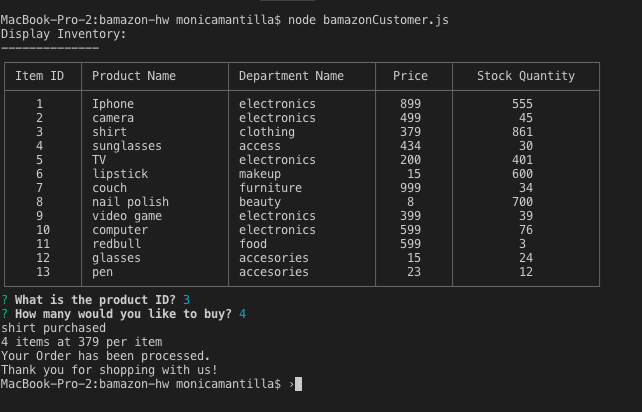 MacBook-Pro-2:bamazon-hw monicamantilla$ node bamazonCustomer.js
Display Inventory:
--------------
Item ID Product Name Department Name Price Stock Quantity
1 Iphone electronics 899 555
2 camera electronics 499 45
3 shirt clothing 379 861
4 sunglasses access 434 30
5 TV electronics 200 401
6 lipstick makeup 15 600
7 couch furniture 999 34
8 nail polish beauty 8 700
9 video game electronics 399 39
10 computer electronics 599 76
11 redbull food 599 3
12 glasses accesories 15 24
13 pen accesories 23 12
? What is the product ID? 3
? How many would you like to buy? 4
shirt purchased
4 items at 379 per item
Your Order has been processed.
Thank you for shopping with us!
MacBook-Pro-2:bamazon-hw monicamantilla$ ›